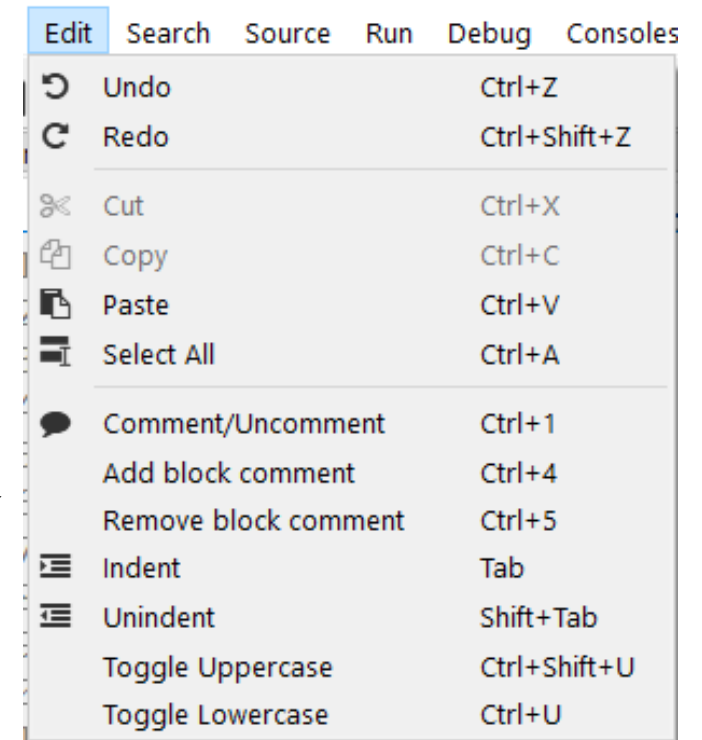 Edit Search Source Run Debug Consoles
Undo Ctrl+Z
Redo Ctrl+Shift+Z
Cut Ctrl+X
Copy Ctrl+C
Paste Ctrl+V
Select All Ctrl+A
Comment/Uncomment Ctrl+1
Add block comment Ctrl+4
Remove block comment Ctrl+5
Indent Tab
Unindent Shift+Tab
Toggle Uppercase Ctrl+Shift+U
Toggle Lowercase Ctrl+U